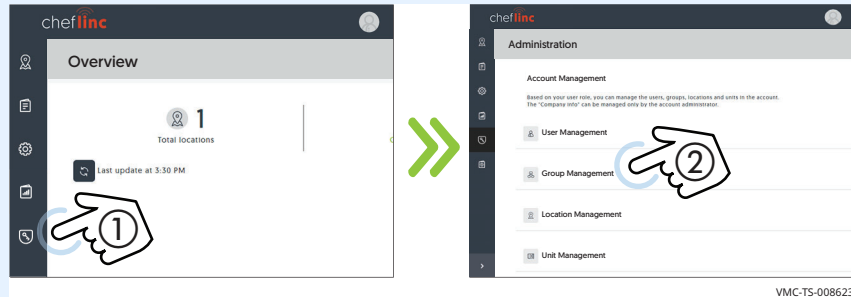 cheflinc
Overview
1
Total locations
Last update at 3:30 PM
1
cheflinc
Administration
Account Management
Based on your user role, you can manage the users, groups, locations and units in the account.
The "Company Info" can be managed only by the account administrator.
User Management
Group Management
2
Location Management
Unit Management
VMC-TS-008623